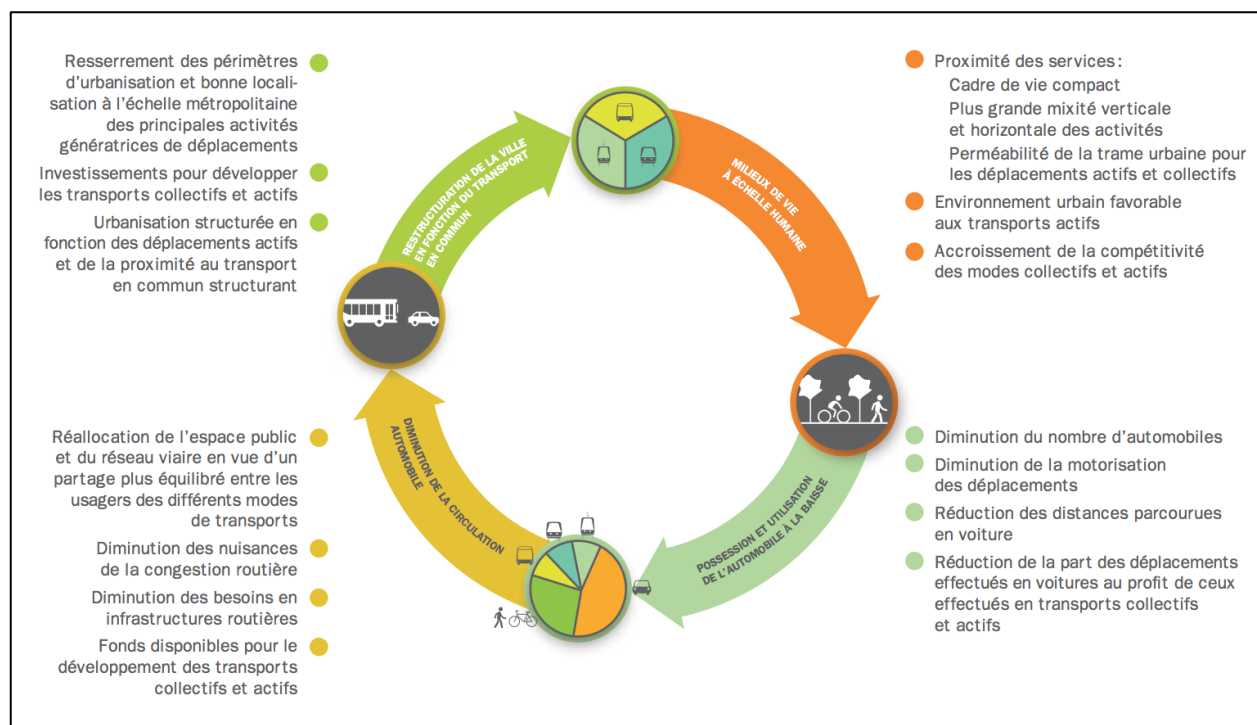 Resserrement des périmètres
d'urbanisation et bonne locali-
sation à l'échelle métropolitaine
des principales activités
génératrices de déplacements
Investissements pour développer
les transports collectifs et actifs
Urbanisation structurée en
fonction des déplacements actifs
et de la proximité au transport
en commun structurant
RESTRUCTURATION DE LA VILLE
EN FONCTION DU TRANSPORT
EN COMMUN
MILIEUX DE VIE
À ÉCHELLE HUMAINE
Proximité des services :
Cadre de vie compact
Plus grande mixité verticale
et horizontale des activités
Perméabilité de la trame urbaine pour
les déplacements actifs et collectifs
Environnement urbain favorable
aux transports actifs
Accroissement de la compétitivité
des modes collectifs et actifs
Réallocation de l'espace public
et du réseau viaire en vue d'un
partage plus équilibré entre les
usagers des différents modes
de transports
Diminution des nuisances
de la congestion routière
Diminution des besoins en
infrastructures routières
Fonds disponibles pour le
développement des transports
collectifs et actifs
DIMINUTION DE LA CIRCULATION
AUTOMOBILE
POSSESSION ET UTILISATION
DE L'AUTOMOBILE À LA BAISSE
Diminution du nombre d'automobiles
Diminution de la motorisation
des déplacements
Réduction des distances parcourues
en voiture
Réduction de la part des déplacements
effectués en voitures au profit de ceux
effectués en transports collectifs
et actifs